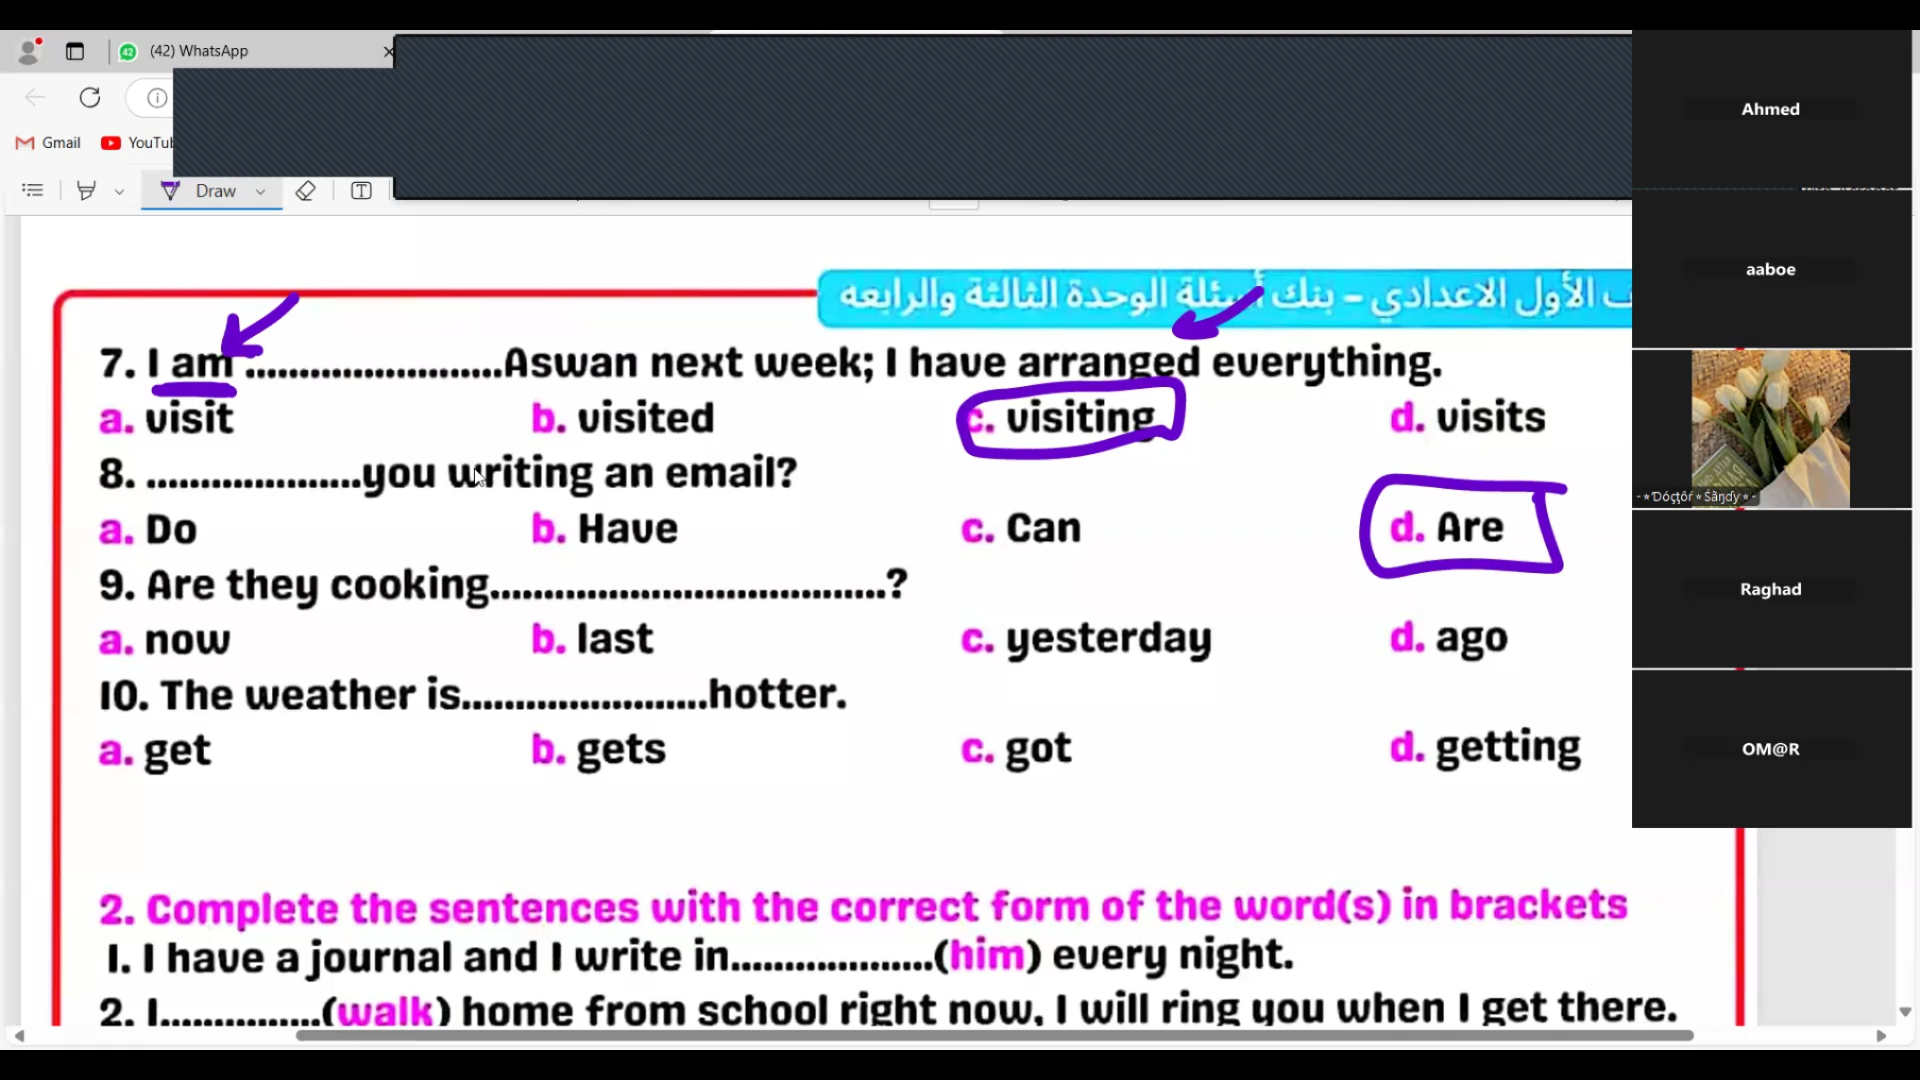 (42) WhatsApp
Gmail YouTub
Draw
ف الأول الاعدادي - بنك أسئلة الوحدة الثالثة والرابعه
7. I am ........................Aswan next week; I have arranged everything.
a. visit b. visited c. visiting d. visits
8. ....................you writing an email?
a. Do b. Have c. Can d. Are
9. Are they cooking.....................................?
a. now b. last c. yesterday d. ago
10. The weather is.......................hotter.
a. get b. gets c. got d. getting
2. Complete the sentences with the correct form of the word(s) in brackets
1. I have a journal and I write in...................(him) every night.
2. I...............(walk) home from school right now, I will ring you when I get there.
Ahmed
aaboe
Raghad
OM@R